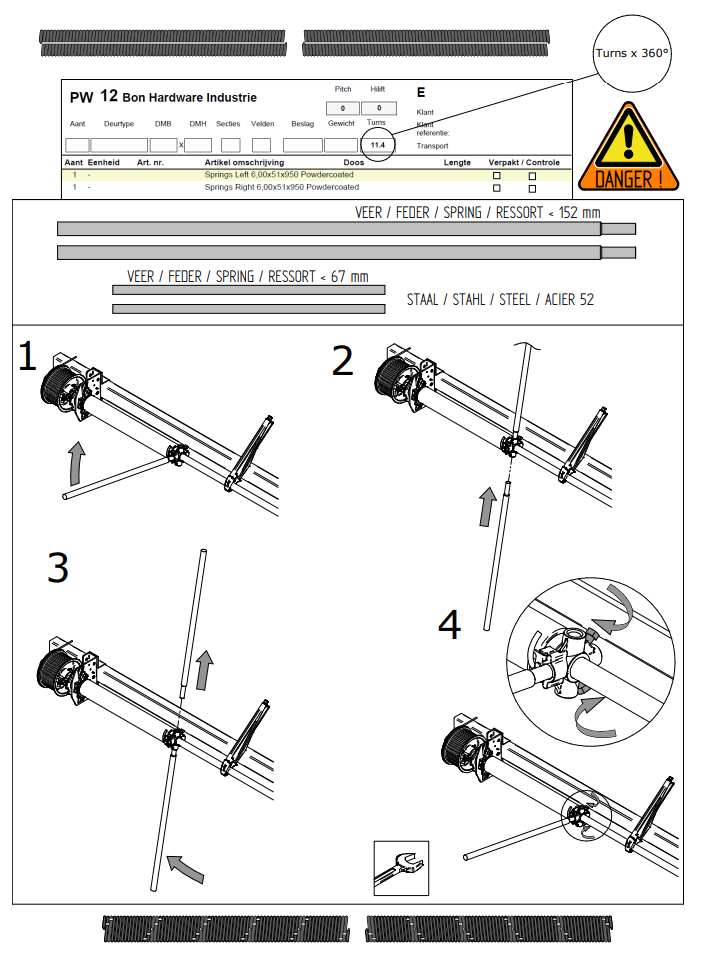 Turns x 360°
PW 12 Bon Hardware Industrie
Pitch Hilift E
0 0 Klant
Klant
referentie:
Aant Deurtype DMB DMH Secties Velden Beslag Gewicht Turns
X 11.4 Transport
Aant Eenheid Art. nr. Artikel omschrijving Doos Lengte Verpakt / Controle
1 - Springs Left 6,00x51x950 Powdercoated
1 - Springs Right 6,00x51x950 Powdercoated
DANGER !
VEER / FEDER / SPRING / RESSORT < 152 mm
VEER / FEDER / SPRING / RESSORT < 67 mm
STAAL / STAHL / STEEL / ACIER 52
1
2
3
4